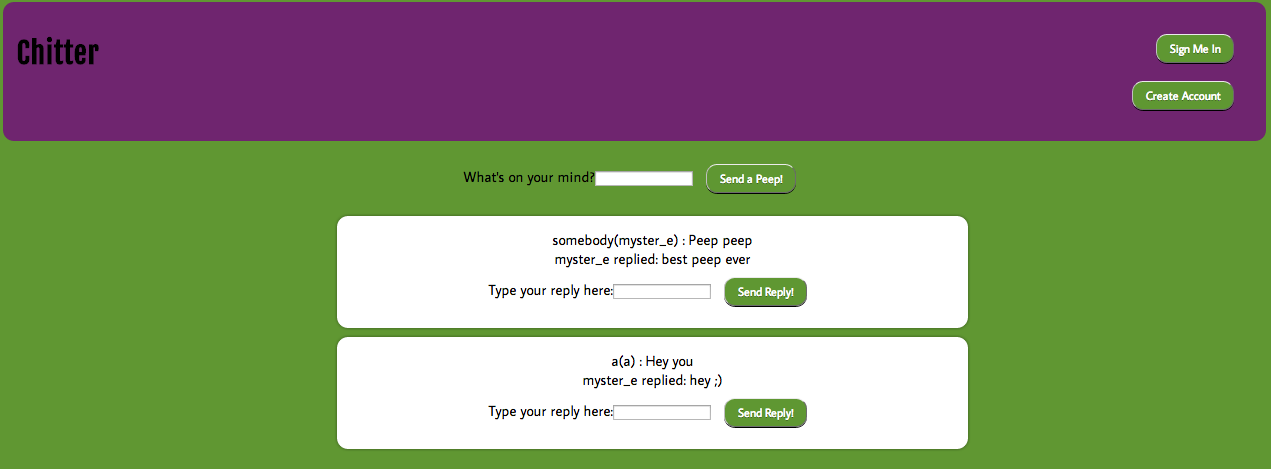 Chitter
Sign Me In
Create Account
What's on your mind? Send a Peep!
somebody(myster_e) : Peep peep
myster_e replied: best peep ever
Type your reply here: Send Reply!
a(a) : Hey you
myster_e replied: hey ;)
Type your reply here: Send Reply!